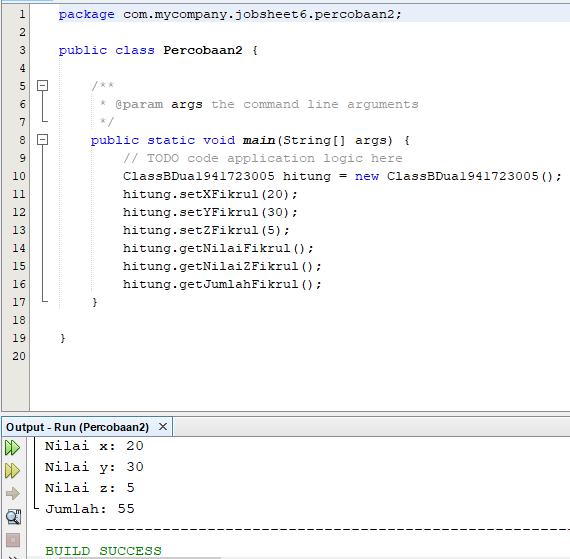 1 package com.mycompany.jobsheet6.percobaan2;
2
3 public class Percobaan2 {
4
5 /**
6 * @param args the command line arguments
7 */
8 public static void main(String[] args) {
9 // TODO code application logic here
10 ClassBDua1941723005 hitung = new ClassBDua1941723005();
11 hitung.setXFikrul(20);
12 hitung.setYFikrul(30);
13 hitung.setZFikrul(5);
14 hitung.getNilaiFikrul();
15 hitung.getNilaiZFikrul();
16 hitung.getJumlahFikrul();
17 }
18
19 }
20
Output - Run (Percobaan2) ×
Nilai x: 20
Nilai y: 30
Nilai z: 5
Jumlah: 55
------------------------------------------------------------------------
BUILD SUCCESS